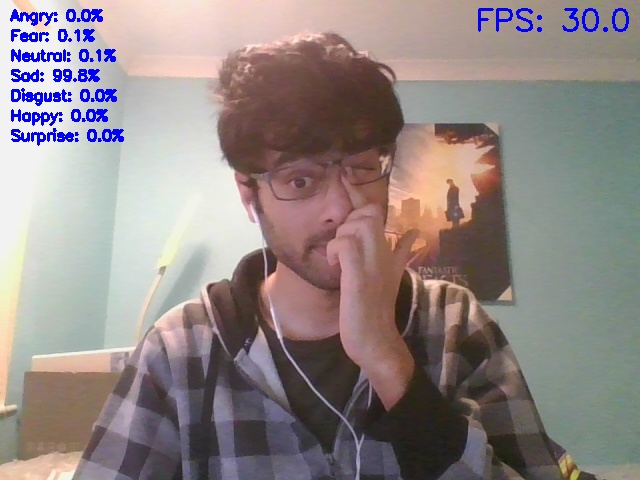 Angry: 0.0%
Fear: 0.1%
Neutral: 0.1%
Sad: 99.8%
Disgust: 0.0%
Happy: 0.0%
Surprise: 0.0%
FPS: 30.0
FANTASTIC